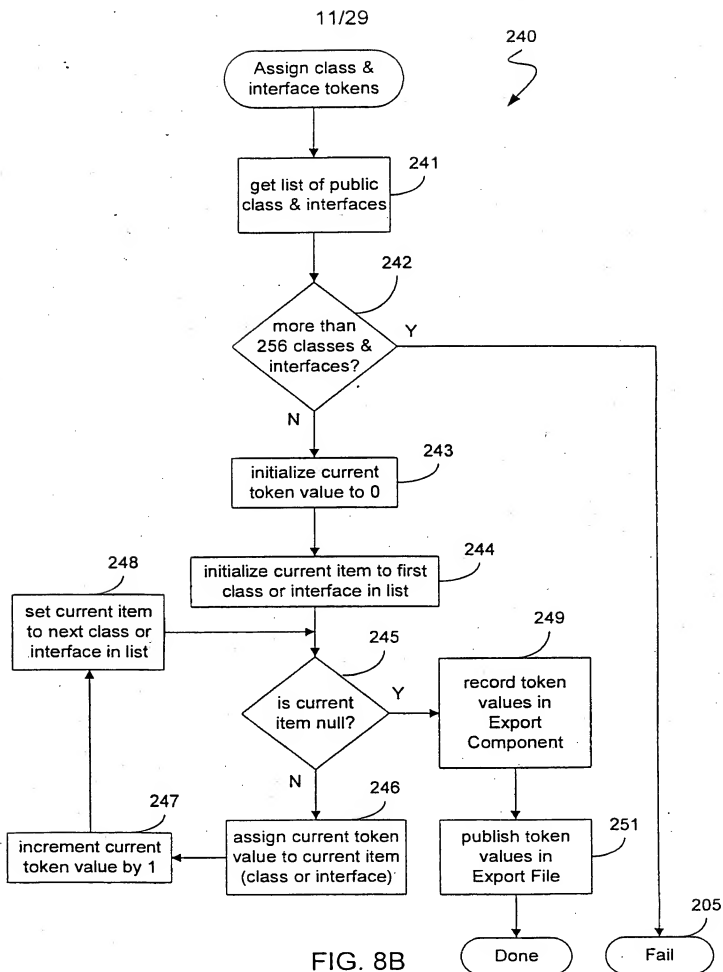 11/29
240
Assign class &
interface tokens
241
get list of public
class & interfaces
242
more than
256 classes &
interfaces?
Y
N
243
initialize current
token value to 0
244
initialize current item to first
class or interface in list
248
set current item
to next class or
interface in list
245
is current
item null?
Y
N
249
record token
values in
Export
Component
247
increment current
token value by 1
246
assign current token
value to current item
(class or interface)
251
publish token
values in
Export File
205
Done
Fail
FIG. 8B